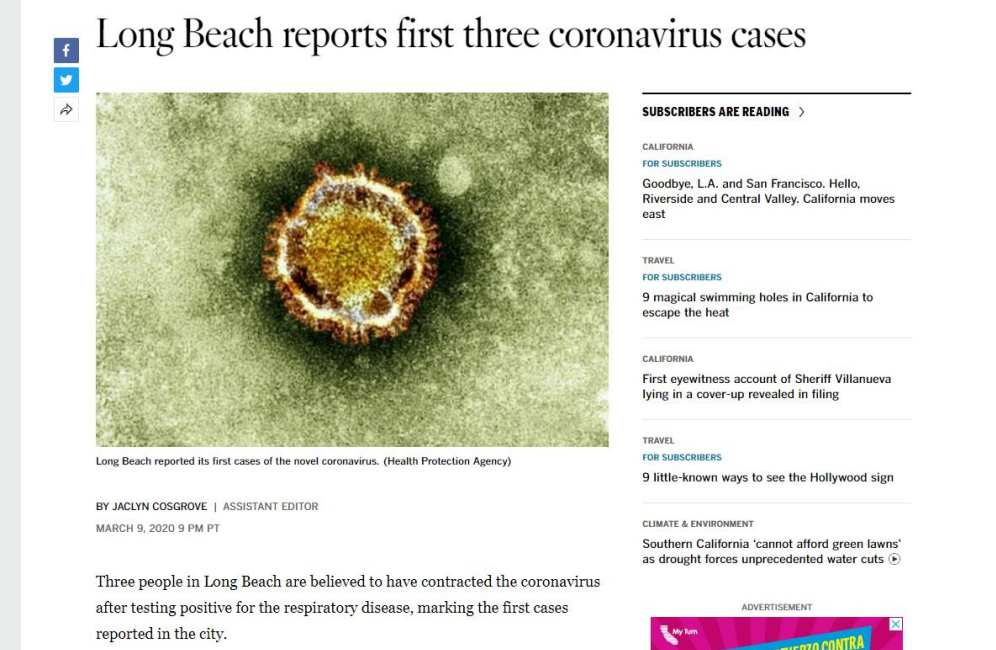 Long Beach reports first three coronavirus cases
SUBSCRIBERS ARE READING
CALIFORNIA
FOR SUBSCRIBERS
Goodbye, L.A. and San Francisco. Hello,
Riverside and Central Valley. California moves
east
TRAVEL
FOR SUBSCRIBERS
9 magical swimming holes in California to
escape the heat
CALIFORNIA
First eyewitness account of Sheriff Villanueva
lying in a cover-up revealed in filing
TRAVEL
FOR SUBSCRIBERS
9 little-known ways to see the Hollywood sign
CLIMATE & ENVIRONMENT
Southern California ‘cannot afford green lawns’
as drought forces unprecedented water cuts
ADVERTISEMENT
My Turn
Long Beach reported its first cases of the novel coronavirus. (Health Protection Agency)
BY JACLYN COSGROVE | ASSISTANT EDITOR
MARCH 9, 2020 9 PM PT
Three people in Long Beach are believed to have contracted the coronavirus
after testing positive for the respiratory disease, marking the first cases
reported in the city.